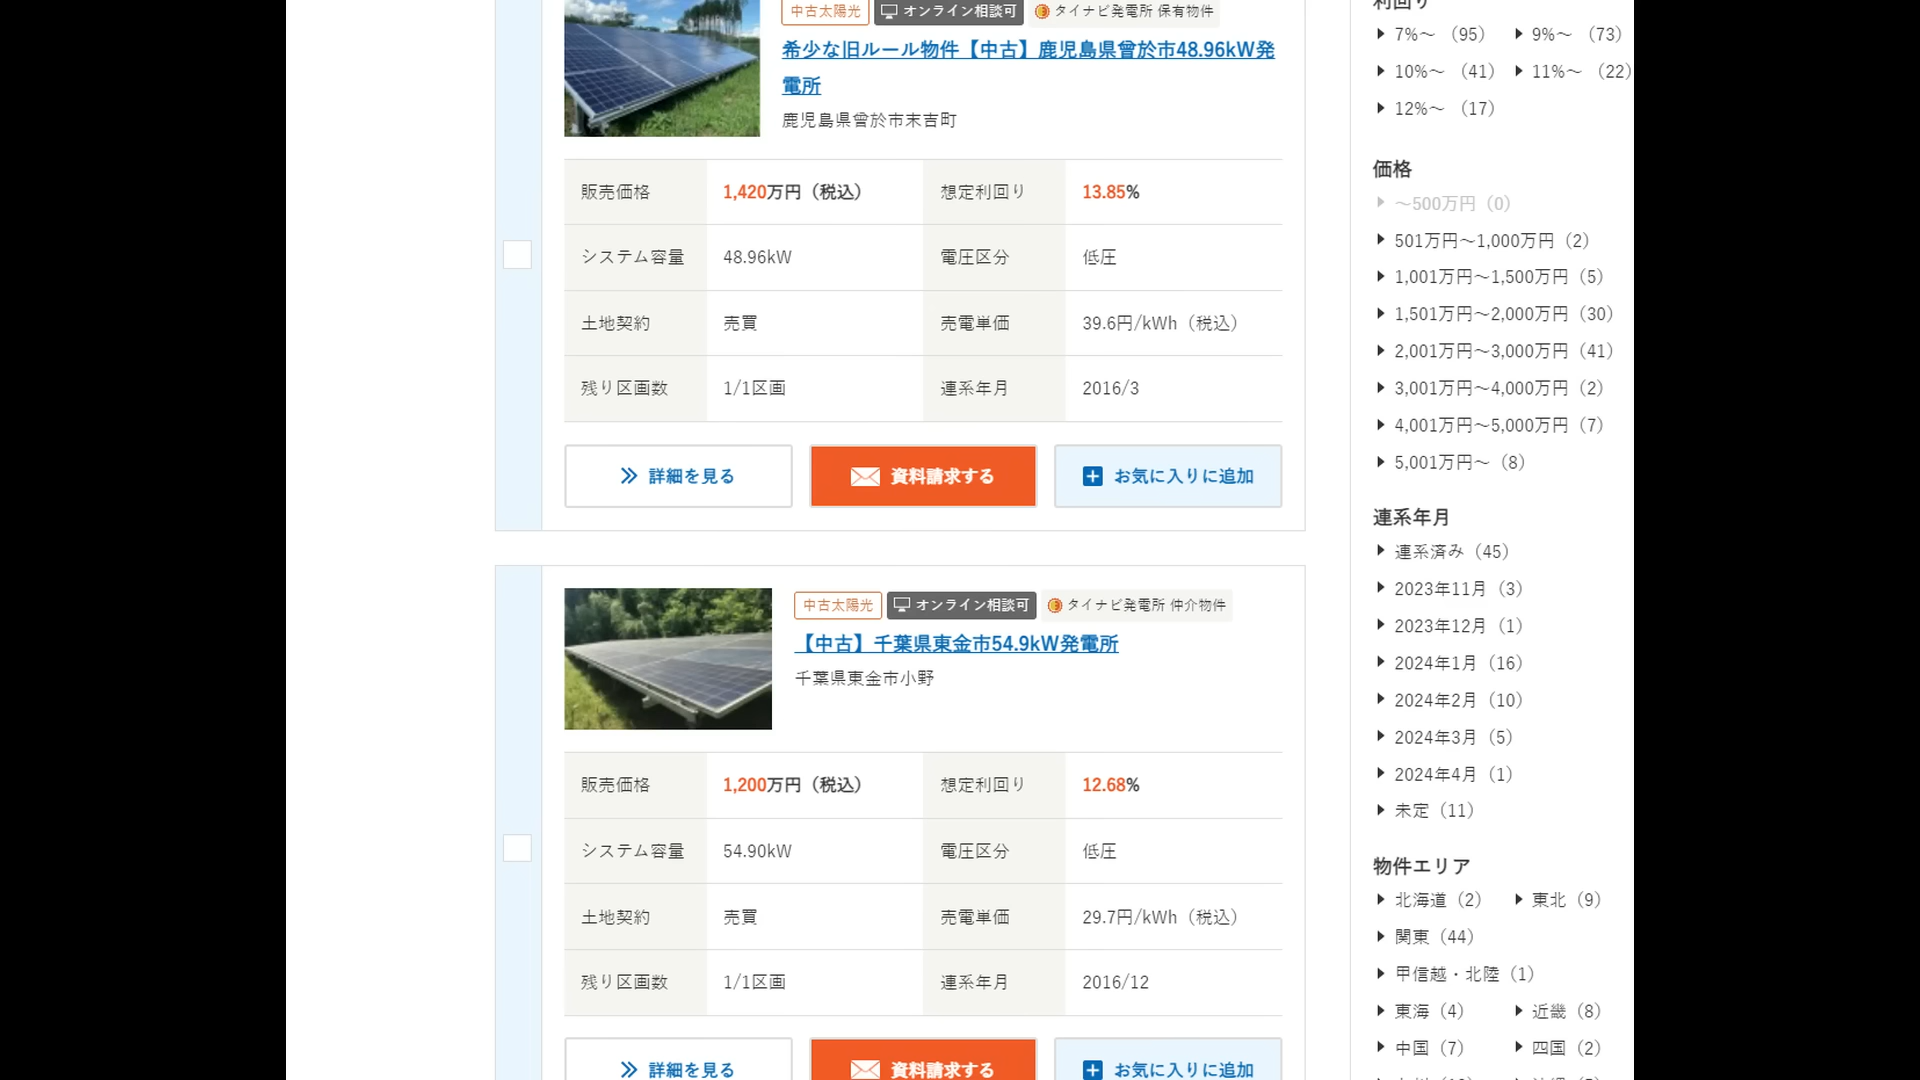 中古太陽光 オンライン相談可 タイナビ発電所 保有物件
希少な旧ルール物件【中古】鹿児島県曾於市48.96kW発
電所
鹿児島県曾於市末吉町
販売価格 1,420万円（税込） 想定利回り 13.85%
システム容量 48.96kW 電圧区分 低圧
土地契約 売買 売電単価 39.6円/kWh（税込）
残り区画数 1/1区画 連系年月 2016/3
詳細を見る 資料請求する お気に入りに追加
中古太陽光 オンライン相談可 タイナビ発電所 仲介物件
【中古】千葉県東金市54.9kW発電所
千葉県東金市小野
販売価格 1,200万円（税込） 想定利回り 12.68%
システム容量 54.90kW 電圧区分 低圧
土地契約 売買 売電単価 29.7円/kWh（税込）
残り区画数 1/1区画 連系年月 2016/12
詳細を見る 資料請求する お気に入りに追加
利回り
7%～（95） 9%～（73）
10%～（41） 11%～（22）
12%～（17）
価格
～500万円（0）
501万円～1,000万円（2）
1,001万円～1,500万円（5）
1,501万円～2,000万円（30）
2,001万円～3,000万円（41）
3,001万円～4,000万円（2）
4,001万円～5,000万円（7）
5,001万円～（8）
連系年月
連系済み（45）
2023年11月（3）
2023年12月（1）
2024年1月（16）
2024年2月（10）
2024年3月（5）
2024年4月（1）
未定（11）
物件エリア
北海道（2） 東北（9）
関東（44）
甲信越・北陸（1）
東海（4） 近畿（8）
中国（7） 四国（2）